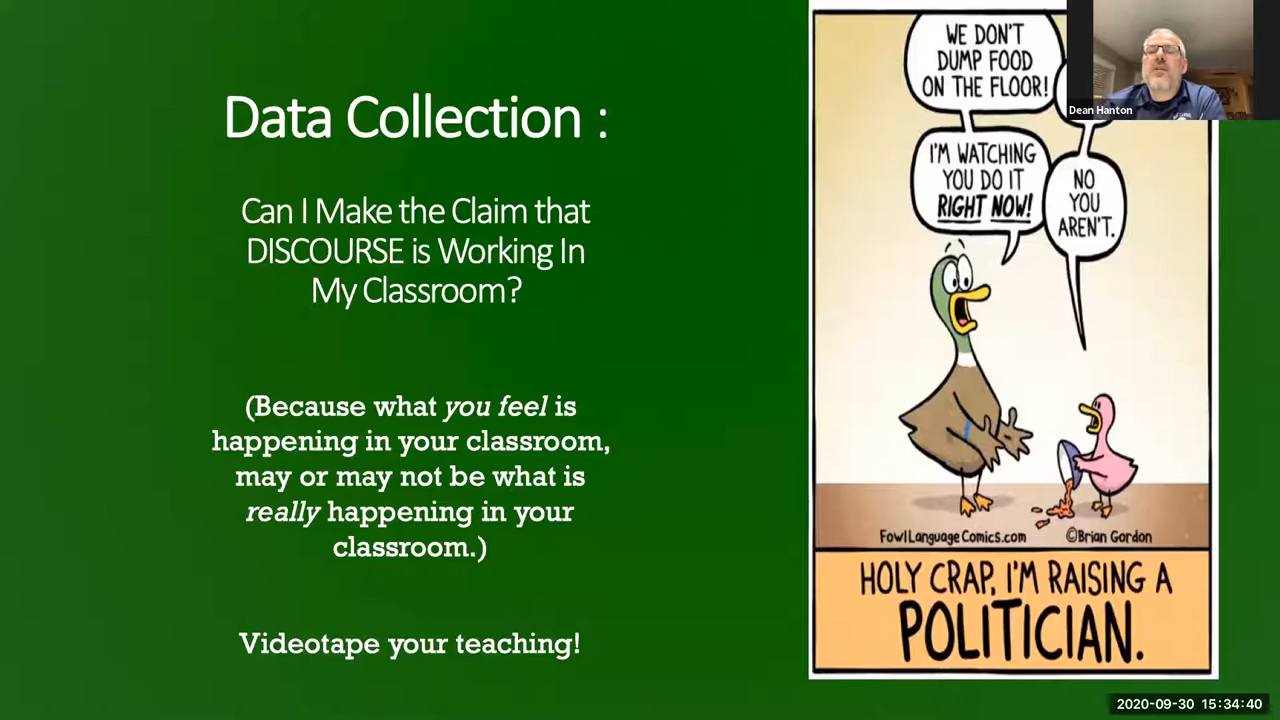 Data Collection :
Can I Make the Claim that
DISCOURSE is Working In
My Classroom?
(Because what you feel is
happening in your classroom,
may or may not be what is
really happening in your
classroom.)
Videotape your teaching!
WE DON'T
DUMP FOOD
ON THE FLOOR!
I'M WATCHING
YOU DO IT
RIGHT NOW!
NO
YOU
AREN'T.
FowlLanguageComics.com
©Brian Gordon
HOLY CRAP, I'M RAISING A
POLITICIAN.
Dean Hanton
2020-09-30 15:34:40